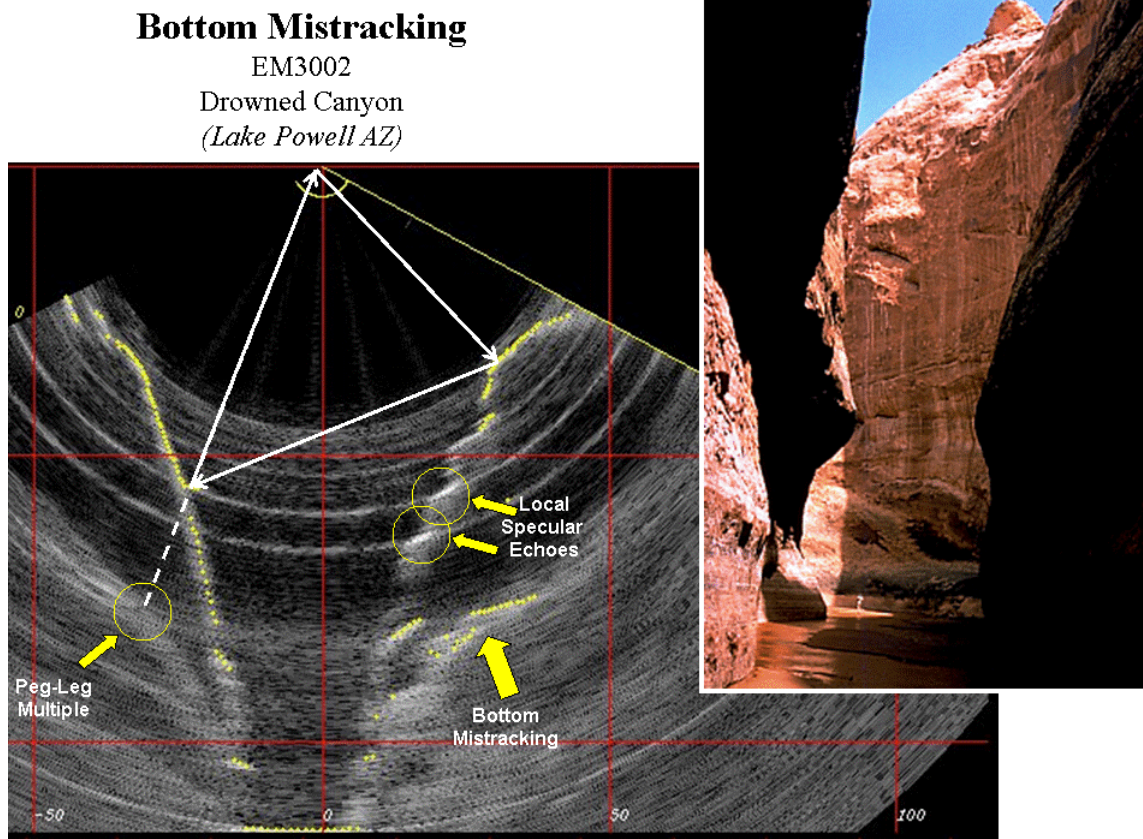 Bottom Mistracking
EM3002
Drowned Canyon
(Lake Powell AZ)
0
Local
Specular
Echoes
Peg-Leg
Multiple
Bottom
Mistracking
-50
0
50
100